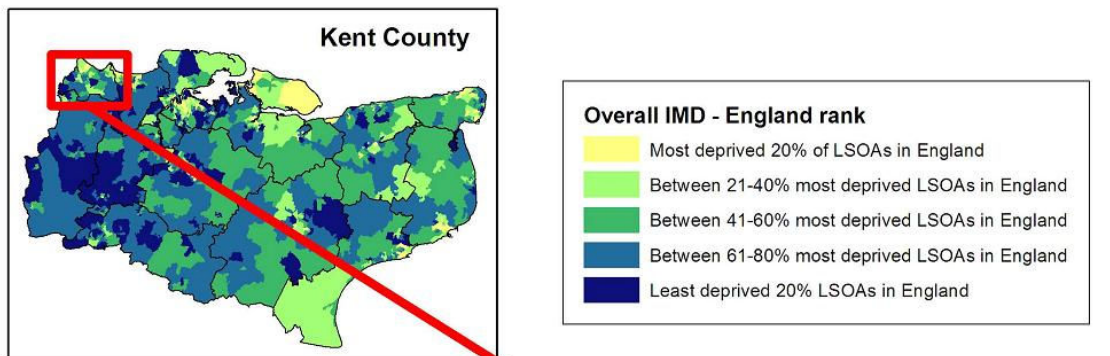 Kent County
Overall IMD - England rank
Most deprived 20% of LSOAs in England
Between 21-40% most deprived LSOAs in England
Between 41-60% most deprived LSOAs in England
Between 61-80% most deprived LSOAs in England
Least deprived 20% LSOAs in England